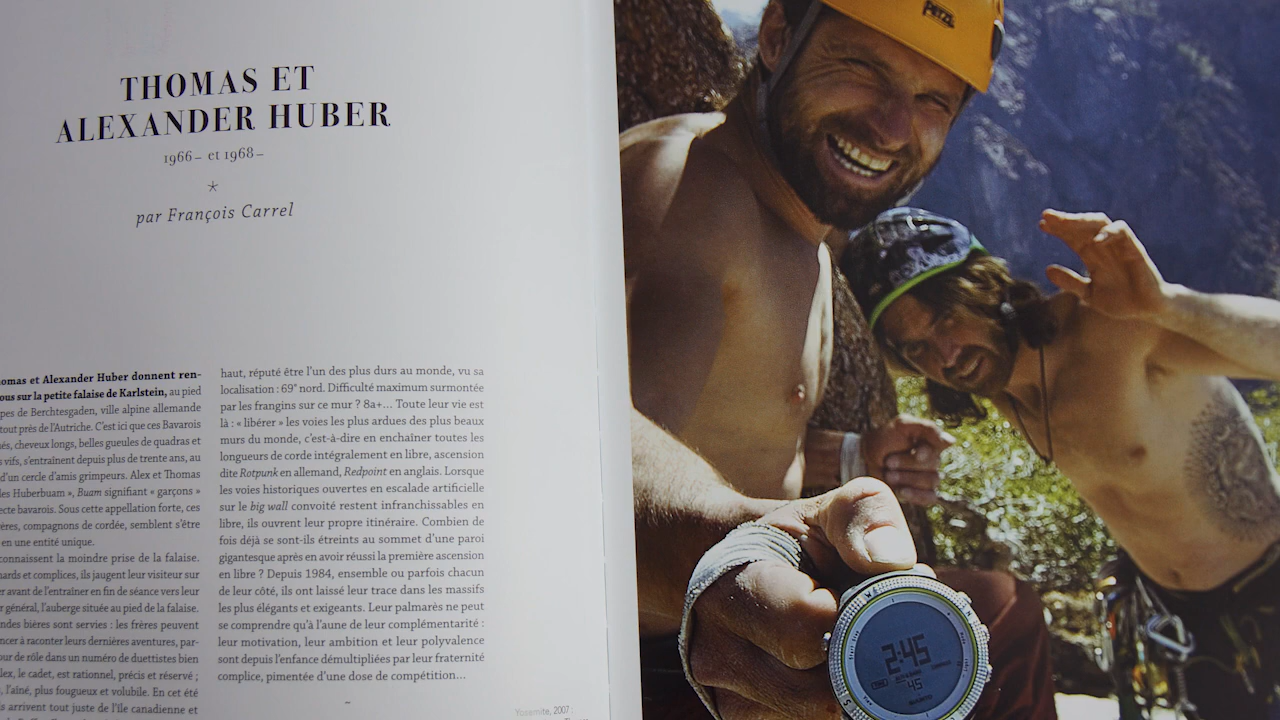 THOMAS ET
ALEXANDER HUBER
1966– et 1968–
*
par François Carrel
Thomas et Alexander Huber donnent ren-
sur la petite falaise de Karlstein, au pied
de Berchtesgaden, ville alpine allemande
tout près de l'Autriche. C'est ici que ces Bavarois
cheveux longs, belles gueules de quadras et
vifs, s'entraînent depuis plus de trente ans, au
d'un cercle d'amis grimpeurs. Alex et Thomas
les Huberbuam », Buam signifiant « garçons »
bavarois. Sous cette appellation forte, ces
compagnons de cordée, semblent s'être
en une entité unique.
connaissent la moindre prise de la falaise.
et complices, ils jaugent leur visiteur sur
avant de l'entraîner en fin de séance vers leur
général, l'auberge située au pied de la falaise.
bières sont servies : les frères peuvent
à raconter leurs dernières aventures, par-
de rôle dans un numéro de duettistes bien
le cadet, est rationnel, précis et réservé ;
l'aîné, plus fougueux et volubile. En cet été
arrivent tout juste de l'île canadienne et
haut, réputé être l'un des plus durs au monde, vu sa
localisation : 69° nord. Difficulté maximum surmontée
par les frangins sur ce mur ? 8a+… Toute leur vie est
là : « libérer » les voies les plus ardues des plus beaux
murs du monde, c'est-à-dire en enchaîner toutes les
longueurs de corde intégralement en libre, ascension
dite Rotpunk en allemand, Redpoint en anglais. Lorsque
les voies historiques ouvertes en escalade artificielle
sur le big wall convoité restent infranchissables en
libre, ils ouvrent leur propre itinéraire. Combien de
fois déjà se sont-ils étreints au sommet d'une paroi
gigantesque après en avoir réussi la première ascension
en libre ? Depuis 1984, ensemble ou parfois chacun
de leur côté, ils ont laissé leur trace dans les massifs
les plus élégants et exigeants. Leur palmarès ne peut
se comprendre qu'à l'aune de leur complémentarité :
leur motivation, leur ambition et leur polyvalence
sont depuis l'enfance démultipliées par leur fraternité
complice, pimentée d'une dose de compétition…
Yosemite, 2007 :
PETZL
2:45
45
SUUNTO